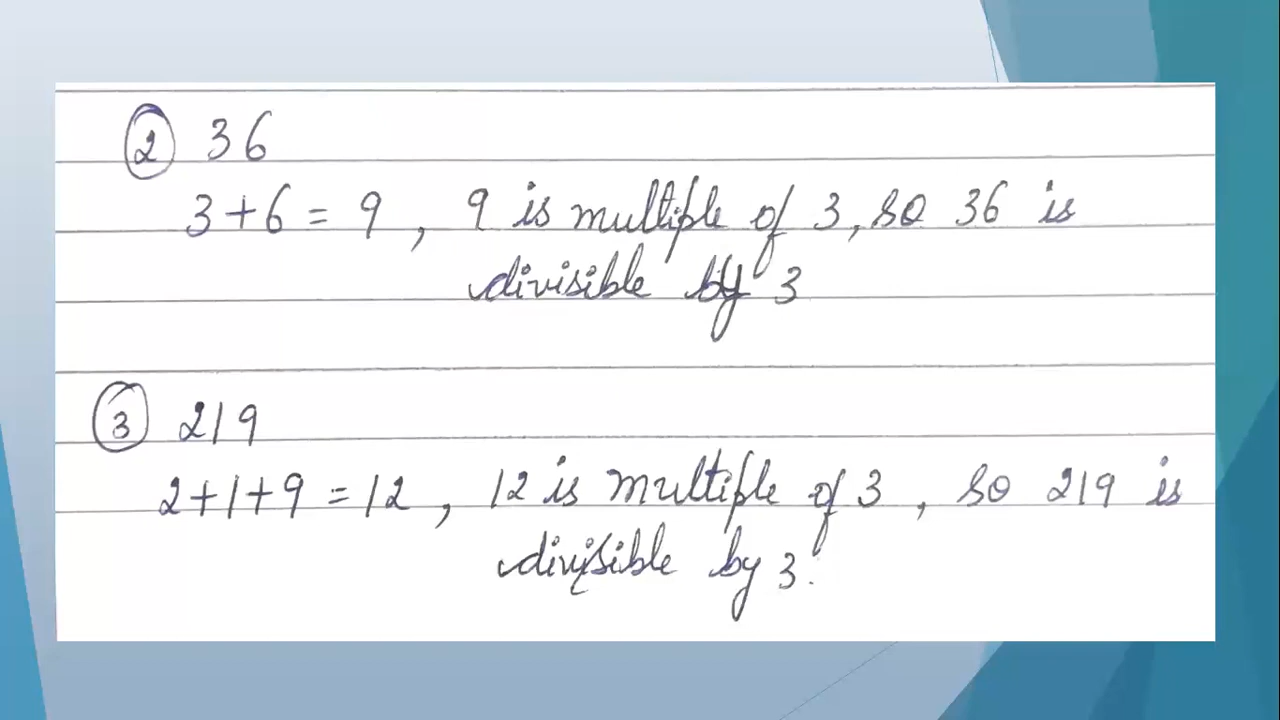 ② 36
3+6=9, 9 is multiple of 3, so 36 is
divisible by 3
③ 219
2+1+9=12, 12 is multiple of 3, so 219 is
divisible by 3.